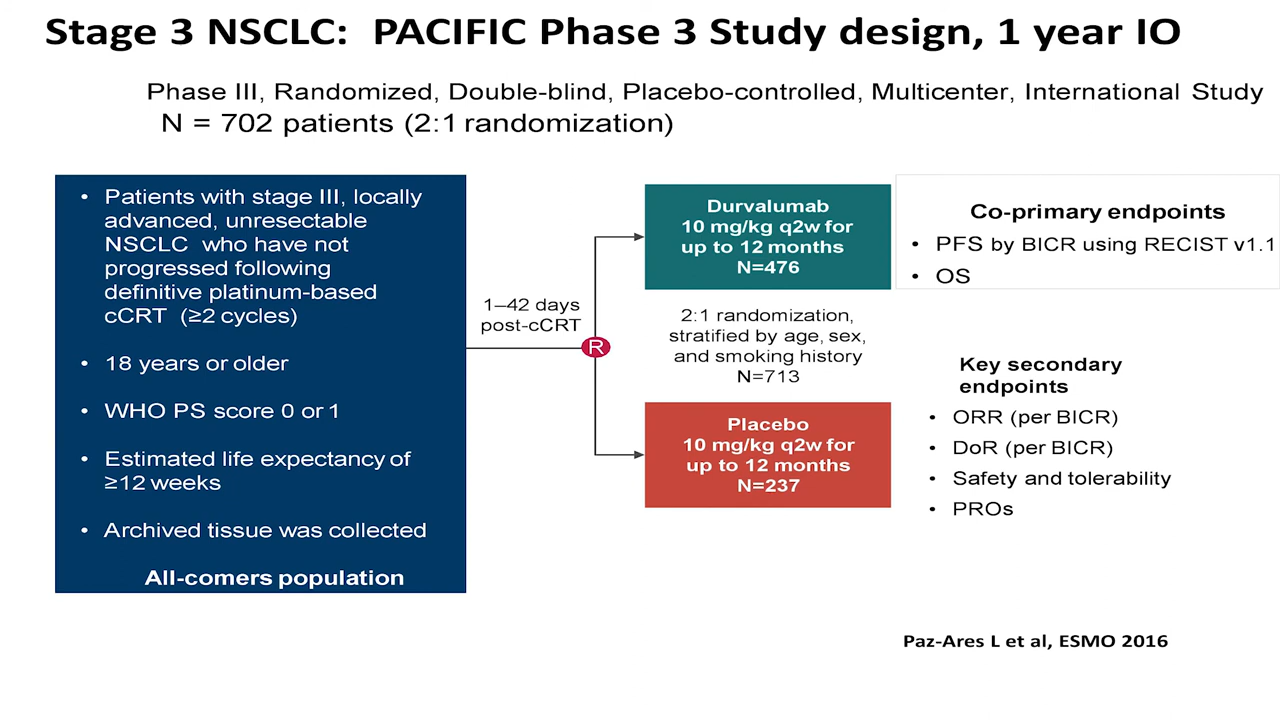 Stage 3 NSCLC: PACIFIC Phase 3 Study design, 1 year IO
Phase III, Randomized, Double-blind, Placebo-controlled, Multicenter, International Study
N = 702 patients (2:1 randomization)
• Patients with stage III, locally
advanced, unresectable
NSCLC who have not
progressed following
definitive platinum-based
cCRT (≥2 cycles)
• 18 years or older
• WHO PS score 0 or 1
• Estimated life expectancy of
≥12 weeks
• Archived tissue was collected
All-comers population
1–42 days
post-cCRT
R
Durvalumab
10 mg/kg q2w for
up to 12 months
N=476
2:1 randomization,
stratified by age, sex,
and smoking history
N=713
Placebo
10 mg/kg q2w for
up to 12 months
N=237
Co-primary endpoints
• PFS by BICR using RECIST v1.1
• OS
Key secondary
endpoints
• ORR (per BICR)
• DoR (per BICR)
• Safety and tolerability
• PROs
Paz-Ares L et al, ESMO 2016